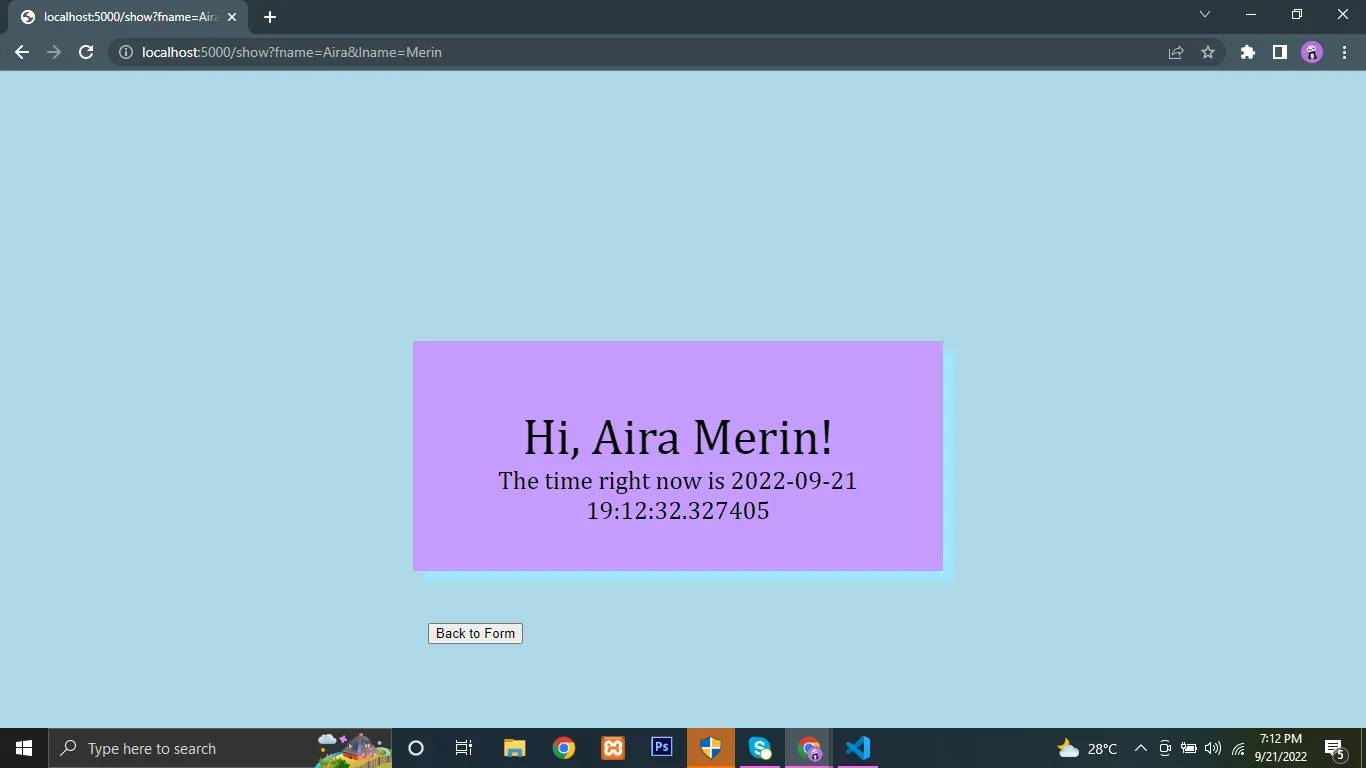 localhost:5000/show?fname=Aira
localhost:5000/show?fname=Aira&lname=Merin
Hi, Aira Merin!
The time right now is 2022-09-21
19:12:32.327405
Back to Form
Type here to search
Ps
28°C
7:12 PM
9/21/2022
5